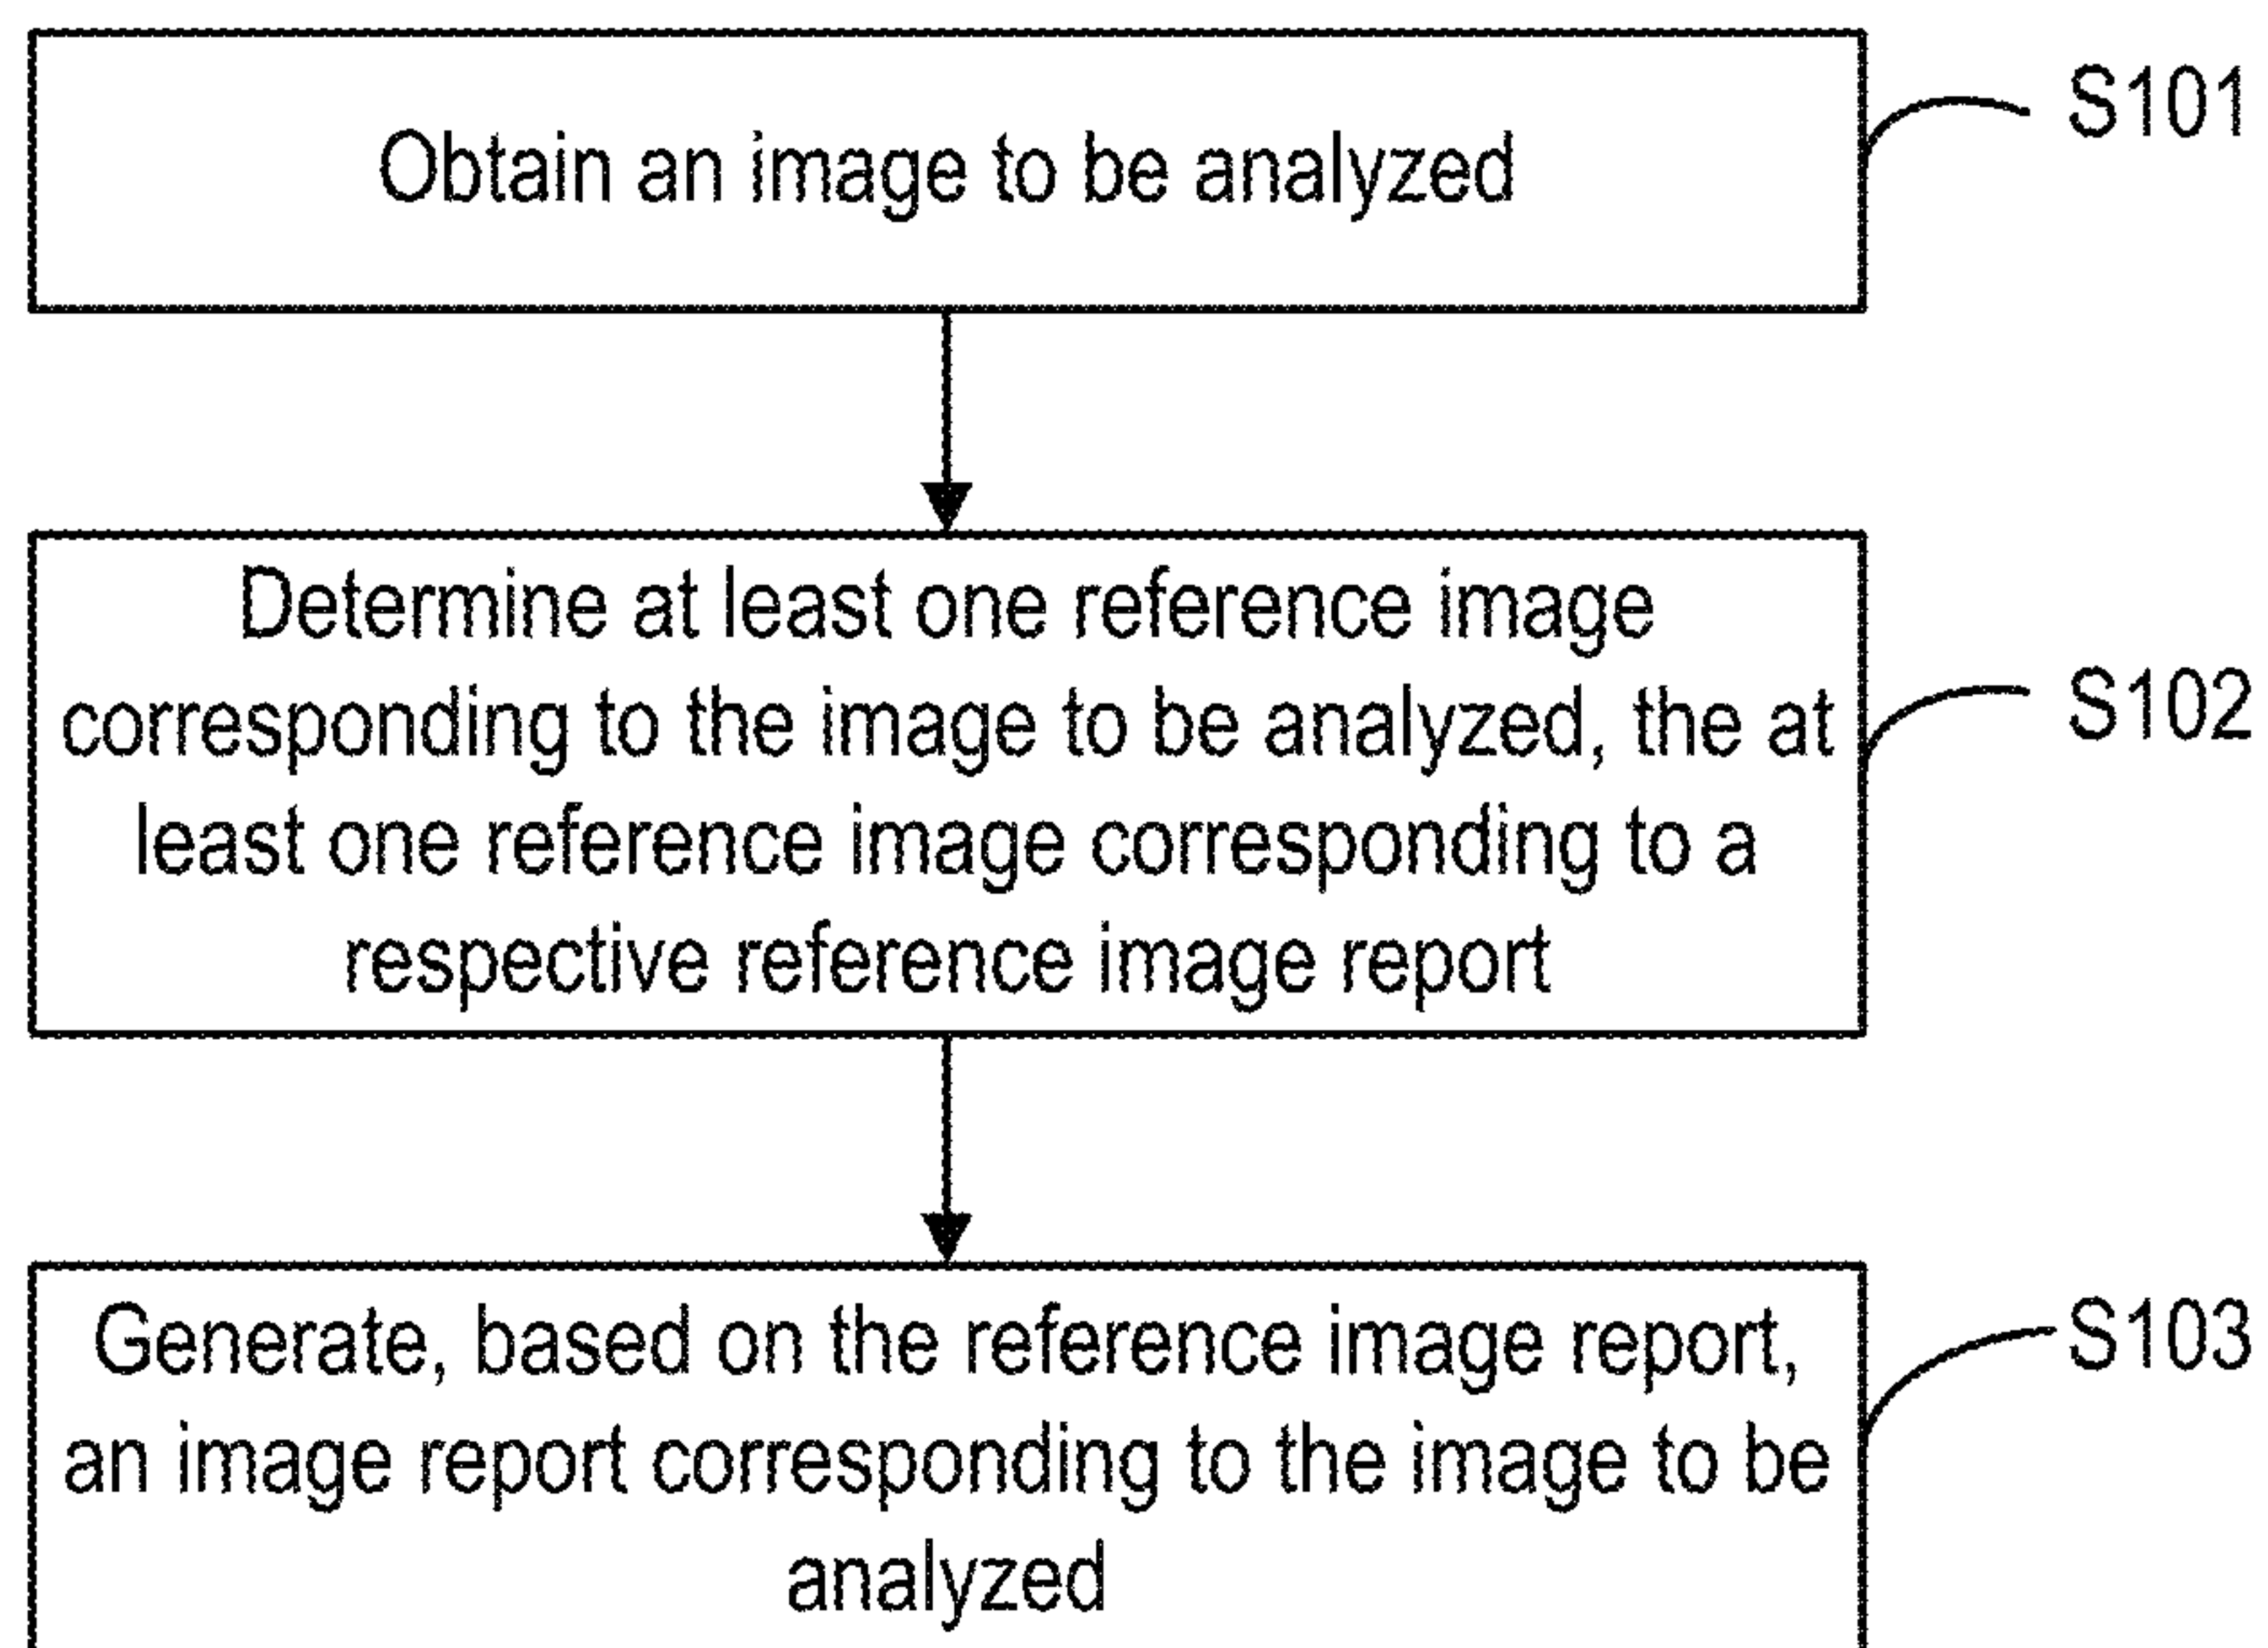 Obtain an image to be analyzed
S101
Determine at least one reference image
corresponding to the image to be analyzed, the at
least one reference image corresponding to a
respective reference image report
S102
Generate, based on the reference image report,
an image report corresponding to the image to be
analyzed
S103